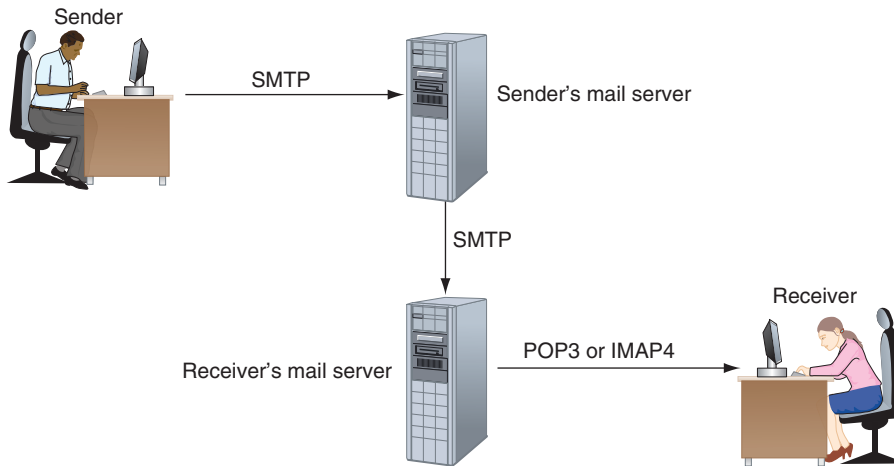 Sender
SMTP
Sender's mail server
SMTP
Receiver
POP3 or IMAP4
Receiver's mail server